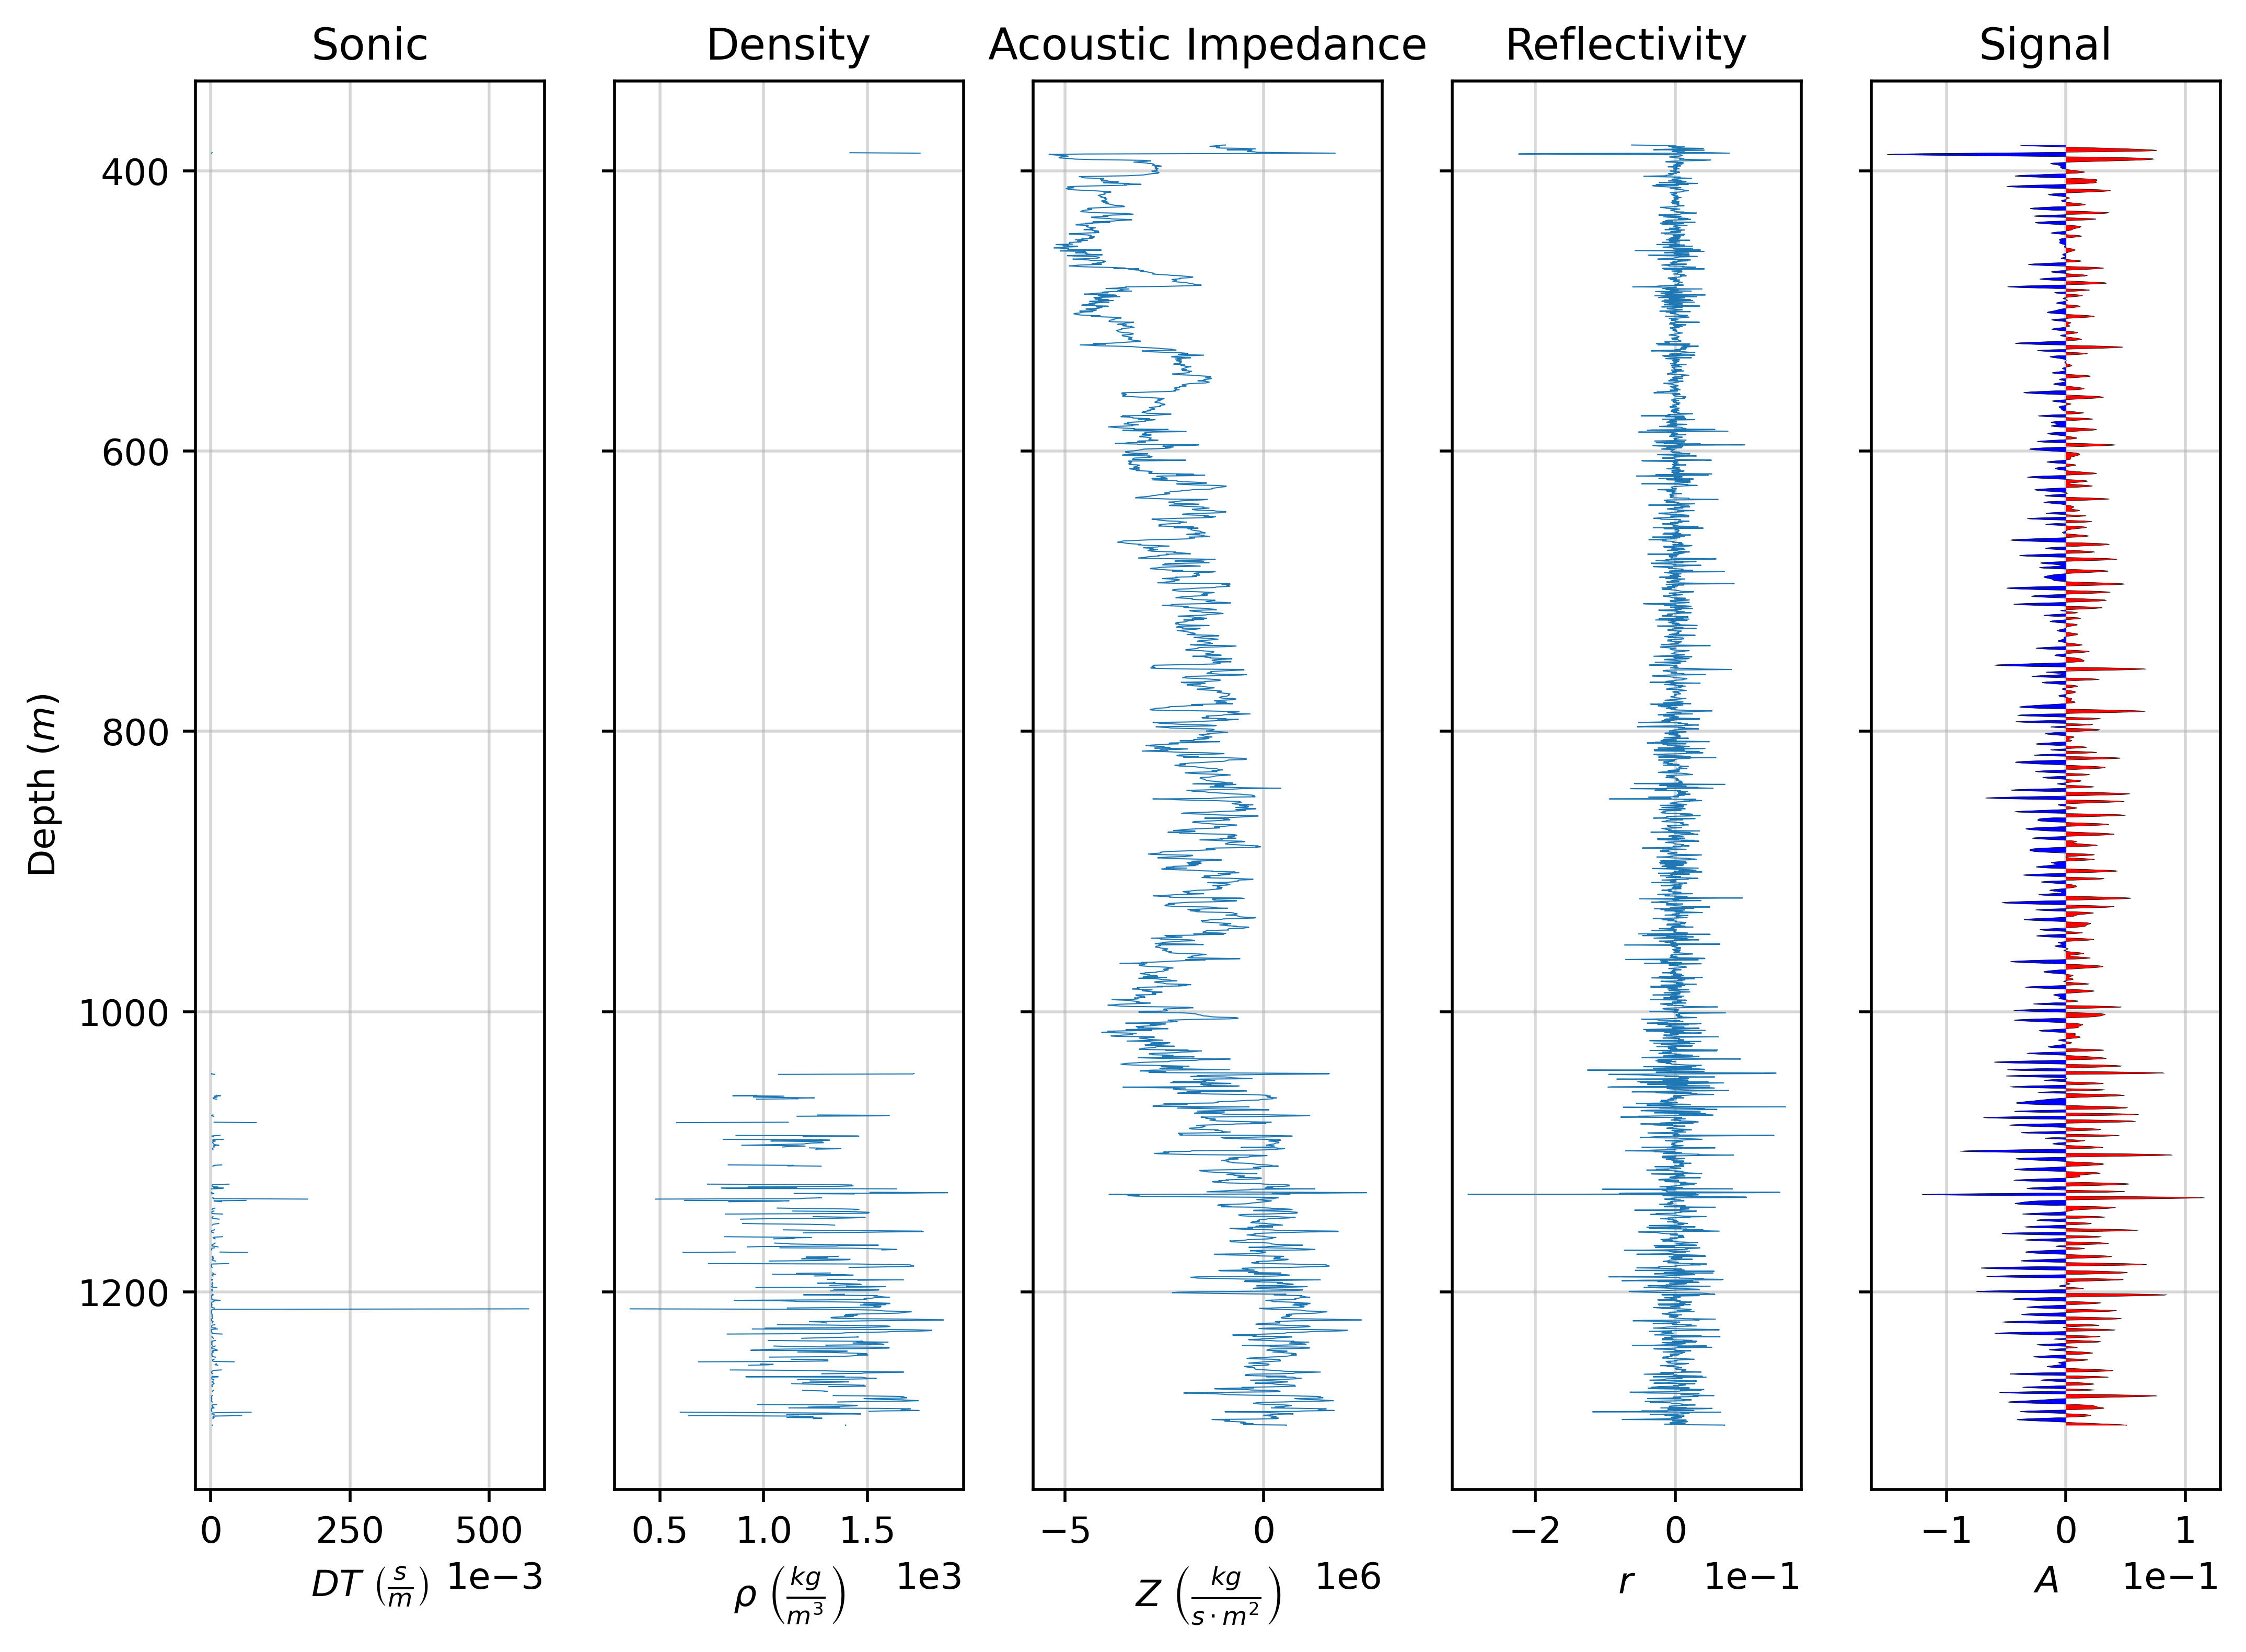 Sonic Density Acoustic Impedance Reflectivity Signal
Depth (m)
400
600
800
1000
1200
0 250 500
0.5 1.0 1.5
−5 0
−2 0
−1 0 1
DT (s/m) 1e−3
ρ (kg/m³) 1e3
Z (kg/s·m²) 1e6
r 1e−1
A 1e−1